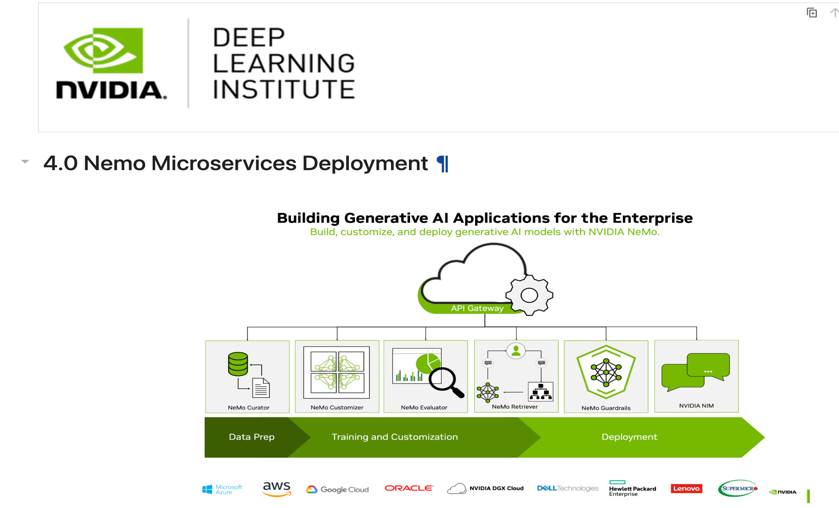 NVIDIA.
DEEP
LEARNING
INSTITUTE
4.0 Nemo Microservices Deployment ¶
Building Generative AI Applications for the Enterprise
Build, customize, and deploy generative AI models with NVIDIA NeMo.
API Gateway
NeMo Curator
NeMo Customizer
NeMo Evaluator
NeMo Retriever
NeMo Guardrails
NVIDIA NIM
Data Prep
Training and Customization
Deployment
Microsoft
Azure
aws
Google Cloud
ORACLE
NVIDIA DGX Cloud
DELL Technologies
Hewlett Packard
Enterprise
Lenovo
SUPERMICRO
NVIDIA